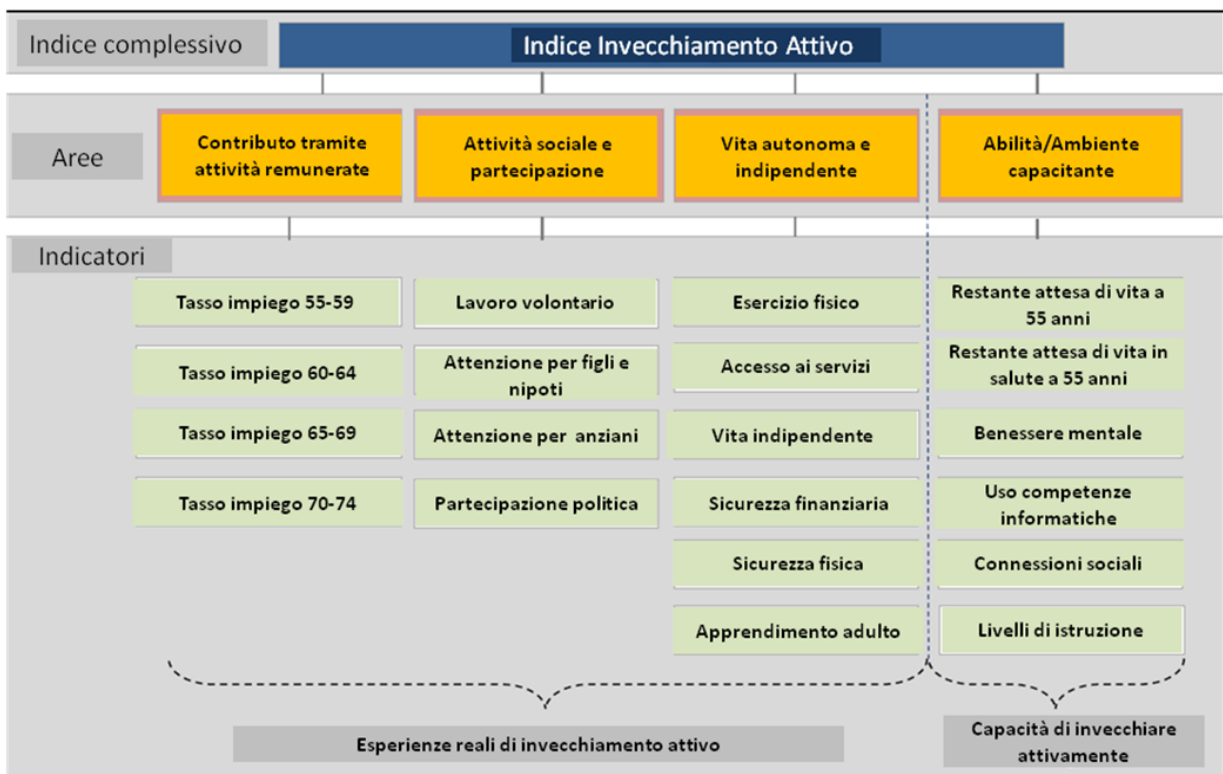 Indice complessivo
Indice Invecchiamento Attivo
Aree
Contributo tramite
attività remunerate
Attività sociale e
partecipazione
Vita autonoma e
indipendente
Abilità/Ambiente
capacitante
Indicatori
Tasso impiego 55-59
Lavoro volontario
Esercizio fisico
Restante attesa di vita a
55 anni
Tasso impiego 60-64
Attenzione per figli e
nipoti
Accesso ai servizi
Restante attesa di vita in
salute a 55 anni
Tasso impiego 65-69
Attenzione per anziani
Vita indipendente
Benessere mentale
Tasso impiego 70-74
Partecipazione politica
Sicurezza finanziaria
Uso competenze
informatiche
Sicurezza fisica
Connessioni sociali
Apprendimento adulto
Livelli di istruzione
Esperienze reali di invecchiamento attivo
Capacità di invecchiare
attivamente